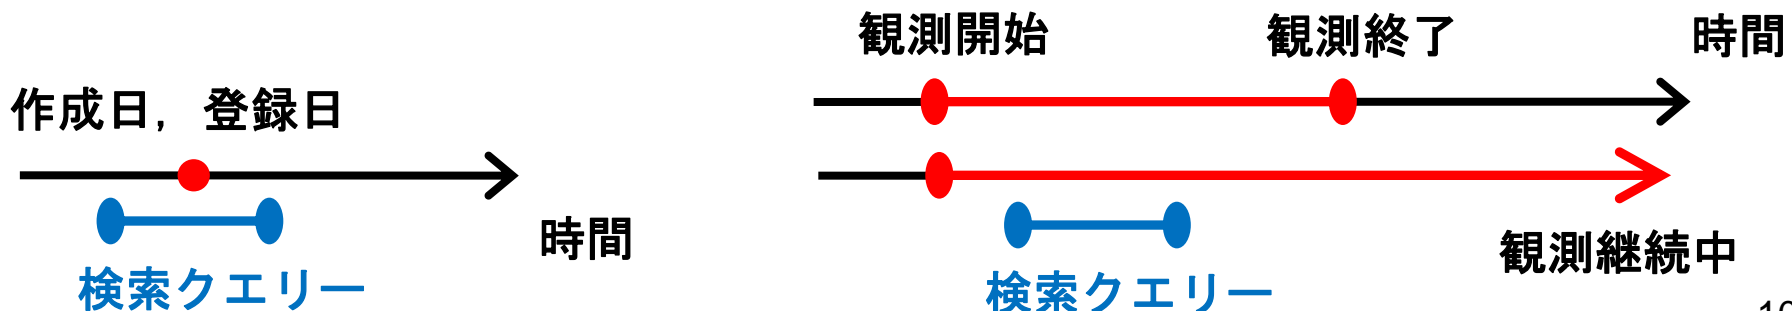 作成日，登録日
時間
検索クエリー
観測開始
観測終了
時間
観測継続中
検索クエリー